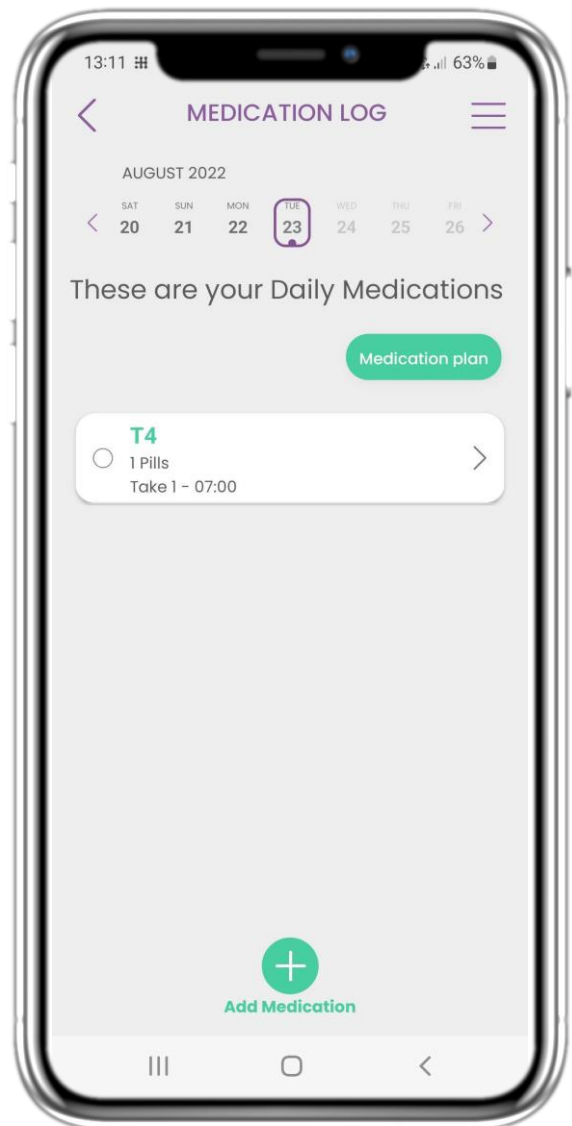 13:11 63%
MEDICATION LOG
AUGUST 2022
SAT SUN MON TUE WED THU FRI
20 21 22 23 24 25 26
These are your Daily Medications
Medication plan
T4
1 Pills
Take 1 - 07:00
Add Medication